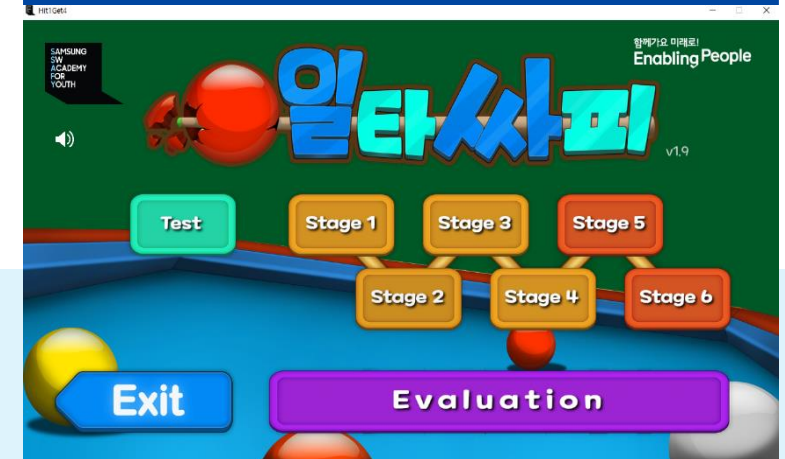 Hit1Get4
SAMSUNG
SW
ACADEMY
FOR
YOUTH
함께가요 미래로!
Enabling People
일타싸피
v1.9
Test
Stage 1
Stage 3
Stage 5
Stage 2
Stage 4
Stage 6
Exit
Evaluation